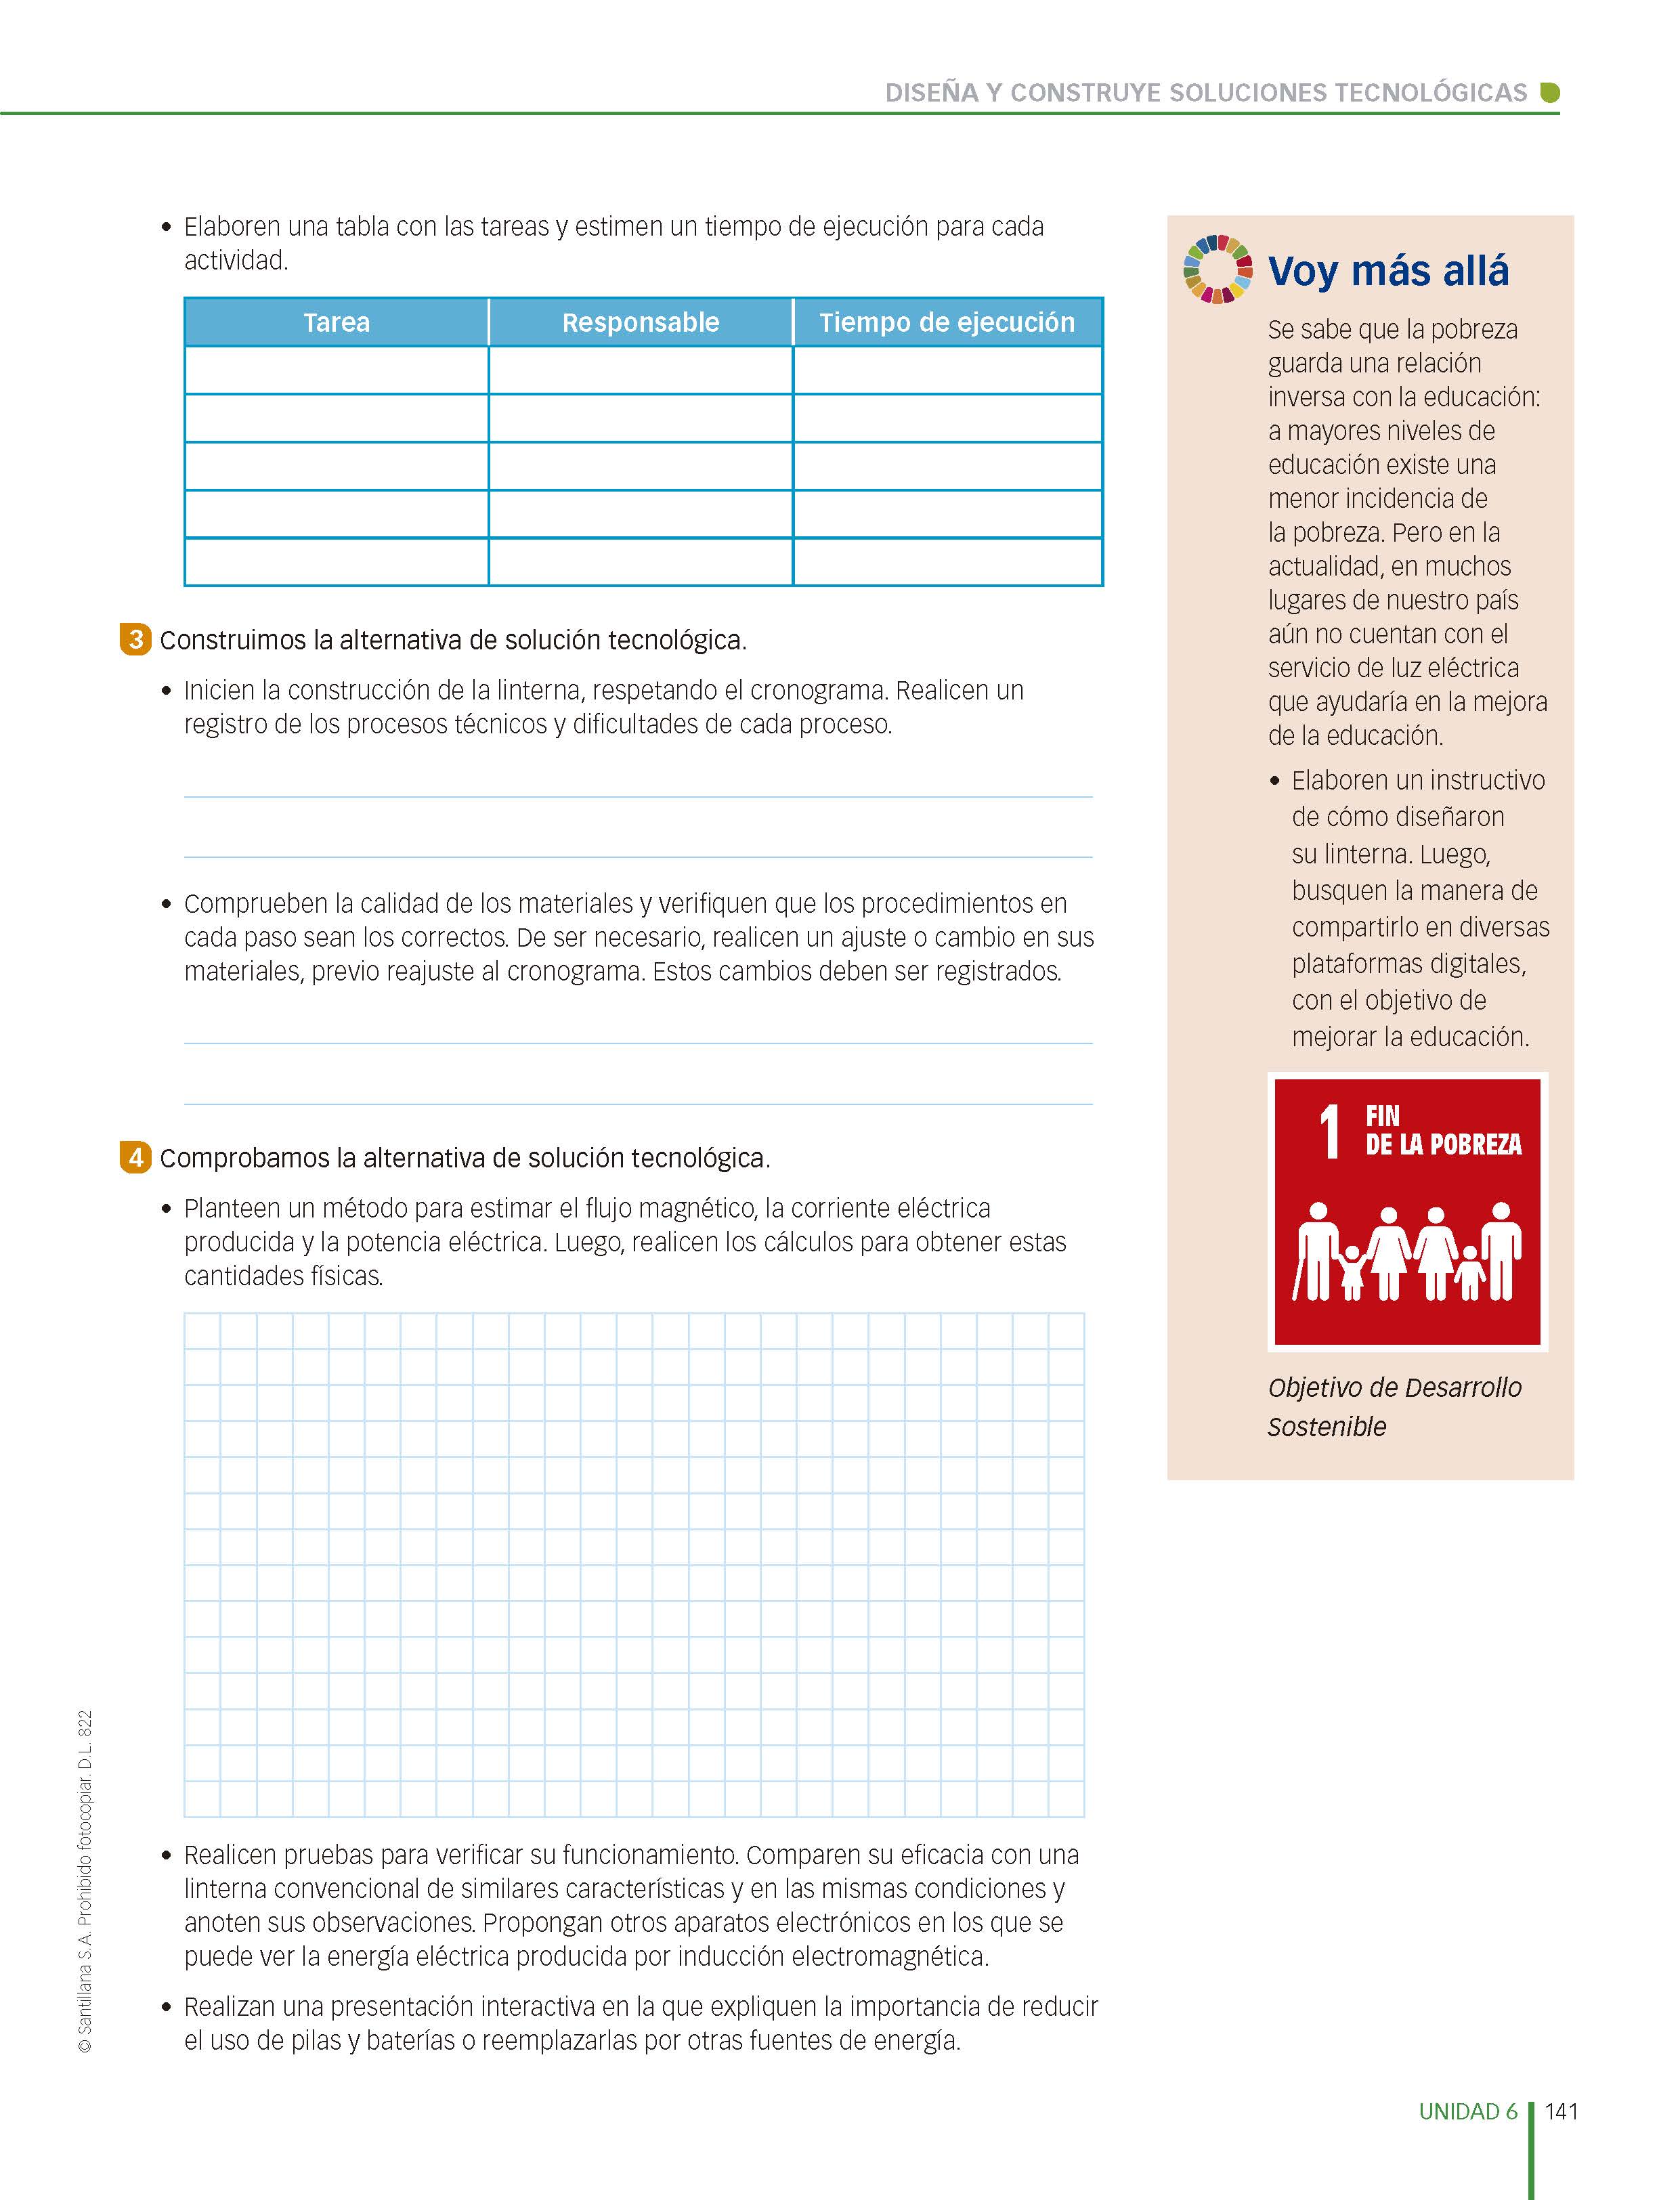 DISEÑA Y CONSTRUYE SOLUCIONES TECNOLÓGICAS
• Elaboren una tabla con las tareas y estimen un tiempo de ejecución para cada
actividad.
Tarea Responsable Tiempo de ejecución
3 Construimos la alternativa de solución tecnológica.
• Inicien la construcción de la linterna, respetando el cronograma. Realicen un
registro de los procesos técnicos y dificultades de cada proceso.
• Comprueben la calidad de los materiales y verifiquen que los procedimientos en
cada paso sean los correctos. De ser necesario, realicen un ajuste o cambio en sus
materiales, previo reajuste al cronograma. Estos cambios deben ser registrados.
4 Comprobamos la alternativa de solución tecnológica.
• Planteen un método para estimar el flujo magnético, la corriente eléctrica
producida y la potencia eléctrica. Luego, realicen los cálculos para obtener estas
cantidades físicas.
• Realicen pruebas para verificar su funcionamiento. Comparen su eficacia con una
linterna convencional de similares características y en las mismas condiciones y
anoten sus observaciones. Propongan otros aparatos electrónicos en los que se
puede ver la energía eléctrica producida por inducción electromagnética.
• Realizan una presentación interactiva en la que expliquen la importancia de reducir
el uso de pilas y baterías o reemplazarlas por otras fuentes de energía.
Voy más allá
Se sabe que la pobreza
guarda una relación
inversa con la educación:
a mayores niveles de
educación existe una
menor incidencia de
la pobreza. Pero en la
actualidad, en muchos
lugares de nuestro país
aún no cuentan con el
servicio de luz eléctrica
que ayudaría en la mejora
de la educación.
• Elaboren un instructivo
de cómo diseñaron
su linterna. Luego,
busquen la manera de
compartirlo en diversas
plataformas digitales,
con el objetivo de
mejorar la educación.
1 FIN
DE LA POBREZA
Objetivo de Desarrollo
Sostenible
© Santillana S.A. Prohibido fotocopiar. D.L. 822
UNIDAD 6 141